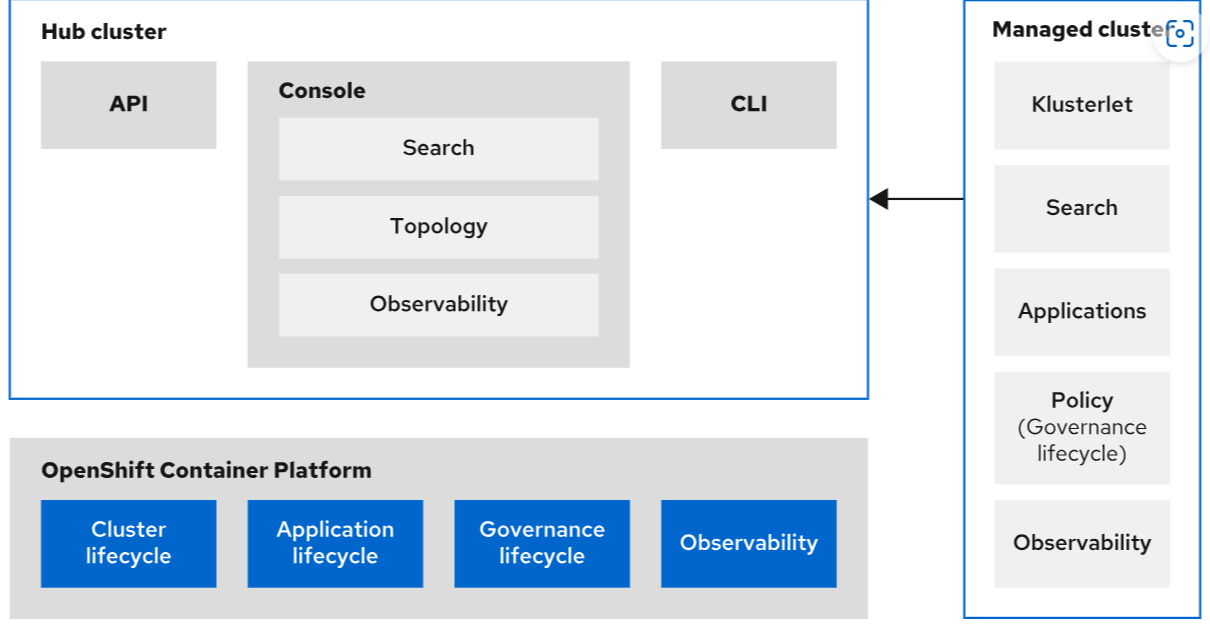 Hub cluster
API
Console
Search
Topology
Observability
CLI
OpenShift Container Platform
Cluster
lifecycle
Application
lifecycle
Governance
lifecycle
Observability
Managed cluster
Klusterlet
Search
Applications
Policy
(Governance
lifecycle)
Observability